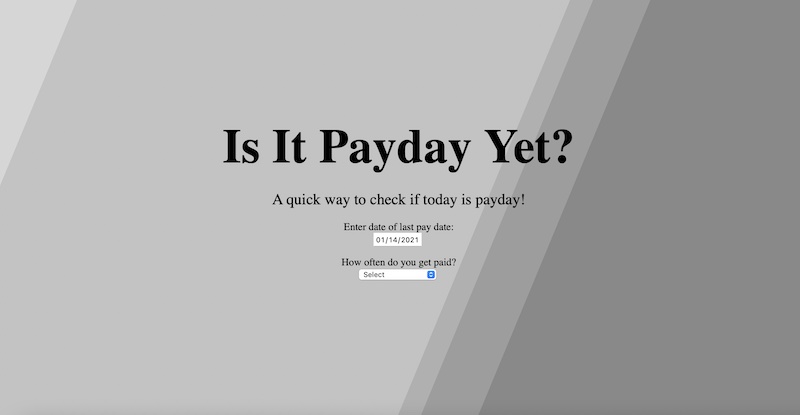 Is It Payday Yet?
A quick way to check if today is payday!
Enter date of last pay date:
01/14/2021
How often do you get paid?
Select